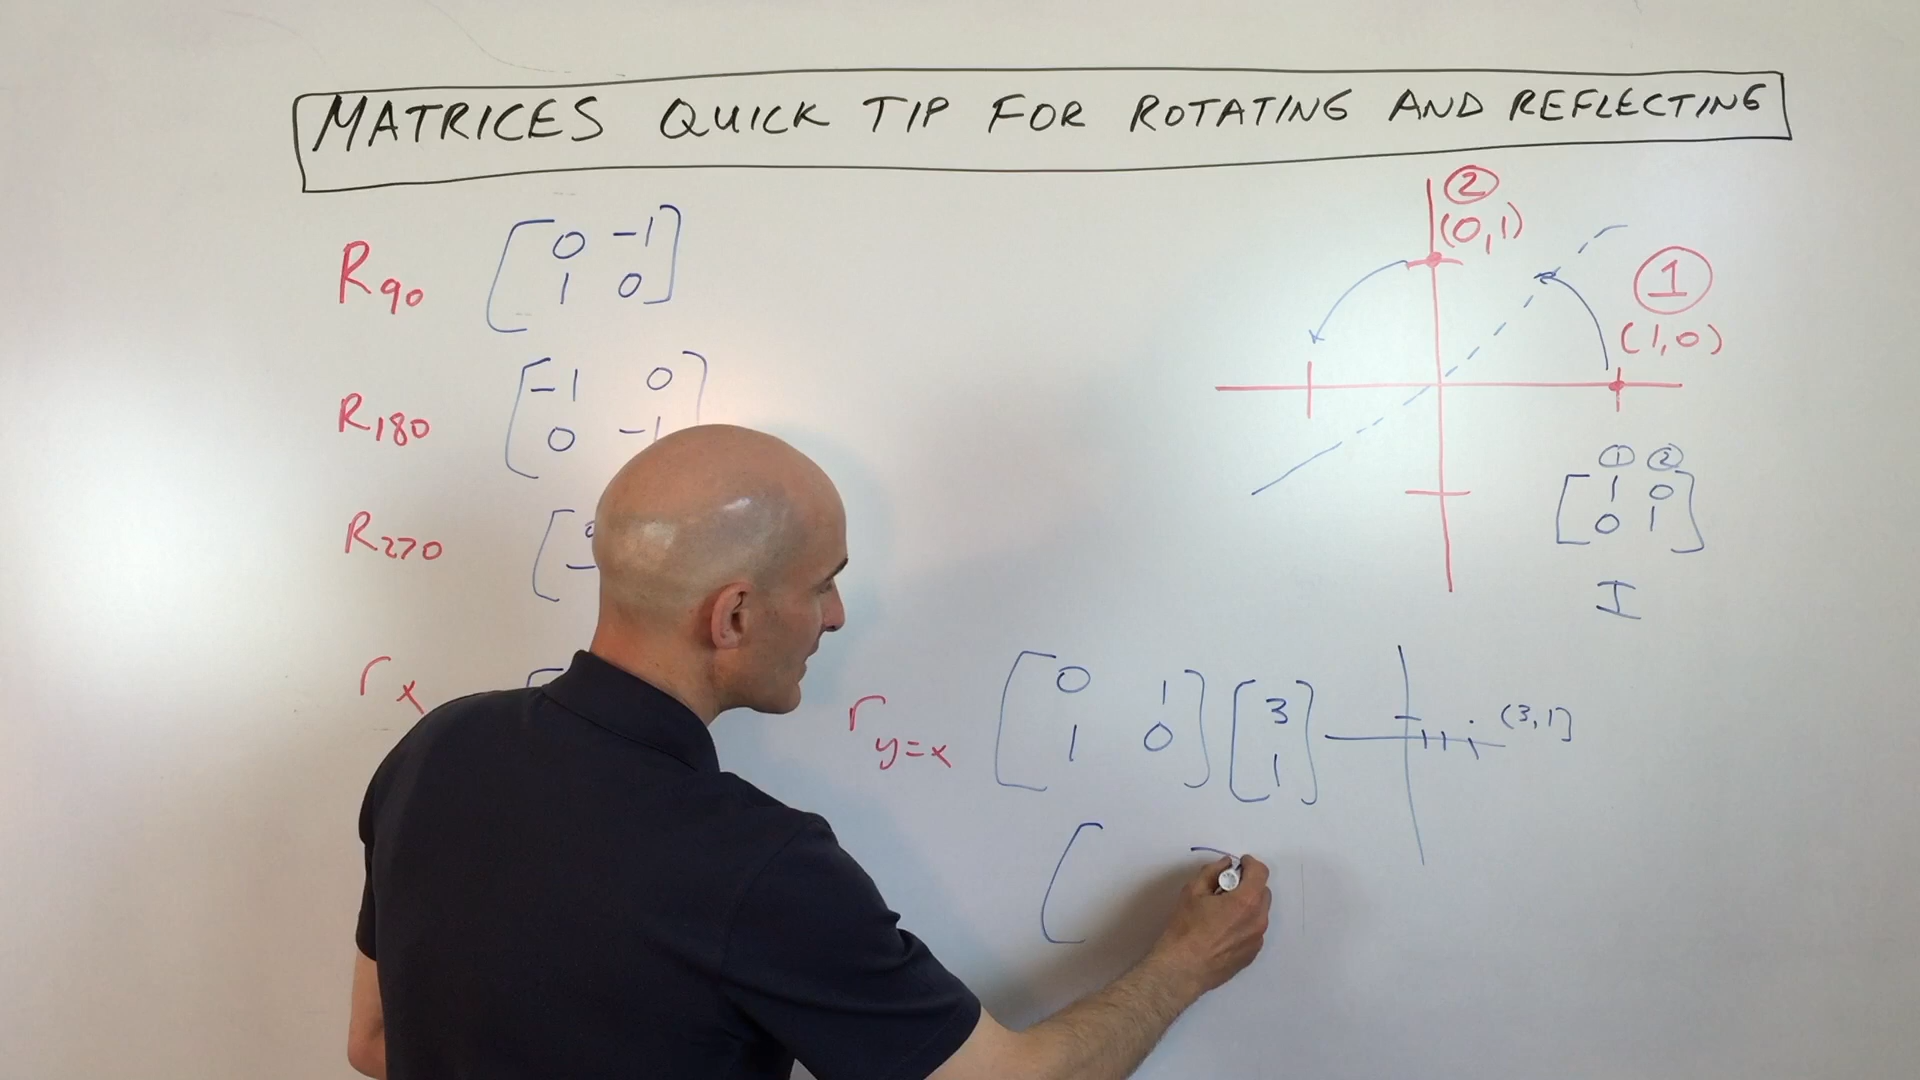 MATRICES QUICK TIP FOR ROTATING AND REFLECTING
R90 [0 -1
1 0]
R180 [-1 0
0 -1
R270 [
rx [
②
(0,1)
①
(1,0)
① ②
[1 0
0 1]
I
ry=x [0 1
1 0] [3
1]
(3,1]
[